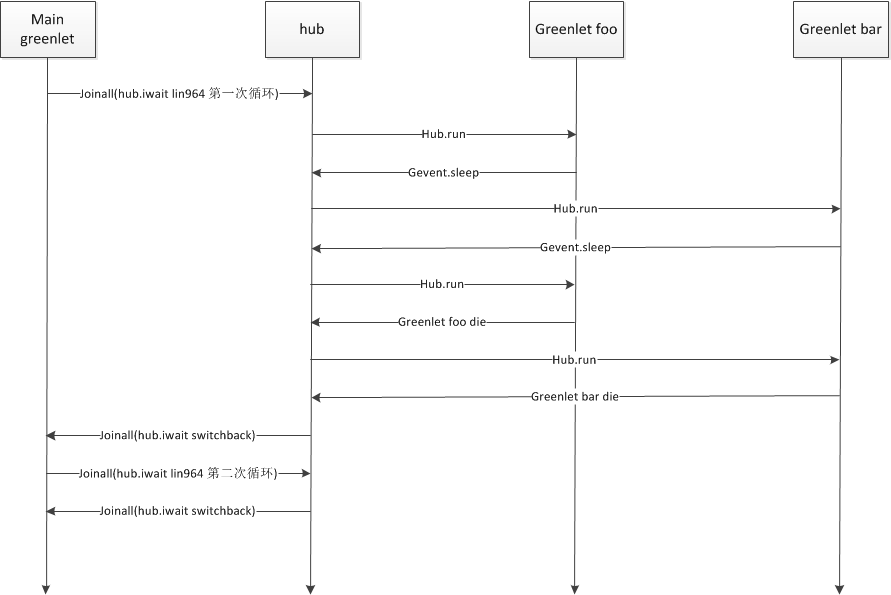 Main
greenlet
hub
Greenlet foo
Greenlet bar
Joinall(hub.iwait lin964 第一次循环)
Hub.run
Gevent.sleep
Hub.run
Gevent.sleep
Hub.run
Greenlet foo die
Hub.run
Greenlet bar die
Joinall(hub.iwait switchback)
Joinall(hub.iwait lin964 第二次循环)
Joinall(hub.iwait switchback)